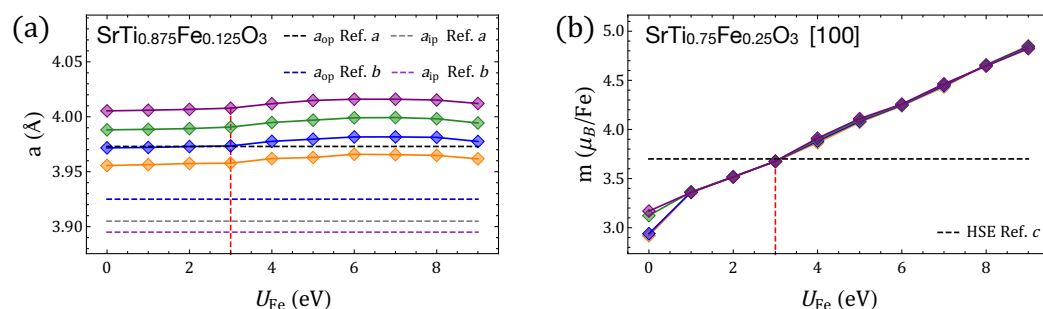 (a)
SrTi0.875Fe0.125O3
aop Ref. a
aip Ref. a
aop Ref. b
aip Ref. b
4.05
4.00
3.95
3.90
a (Å)
0 2 4 6 8
UFe (eV)
(b)
SrTi0.75Fe0.25O3 [100]
5.0
4.5
4.0
3.5
3.0
m (μB/Fe)
HSE Ref. c
0 2 4 6 8
UFe (eV)